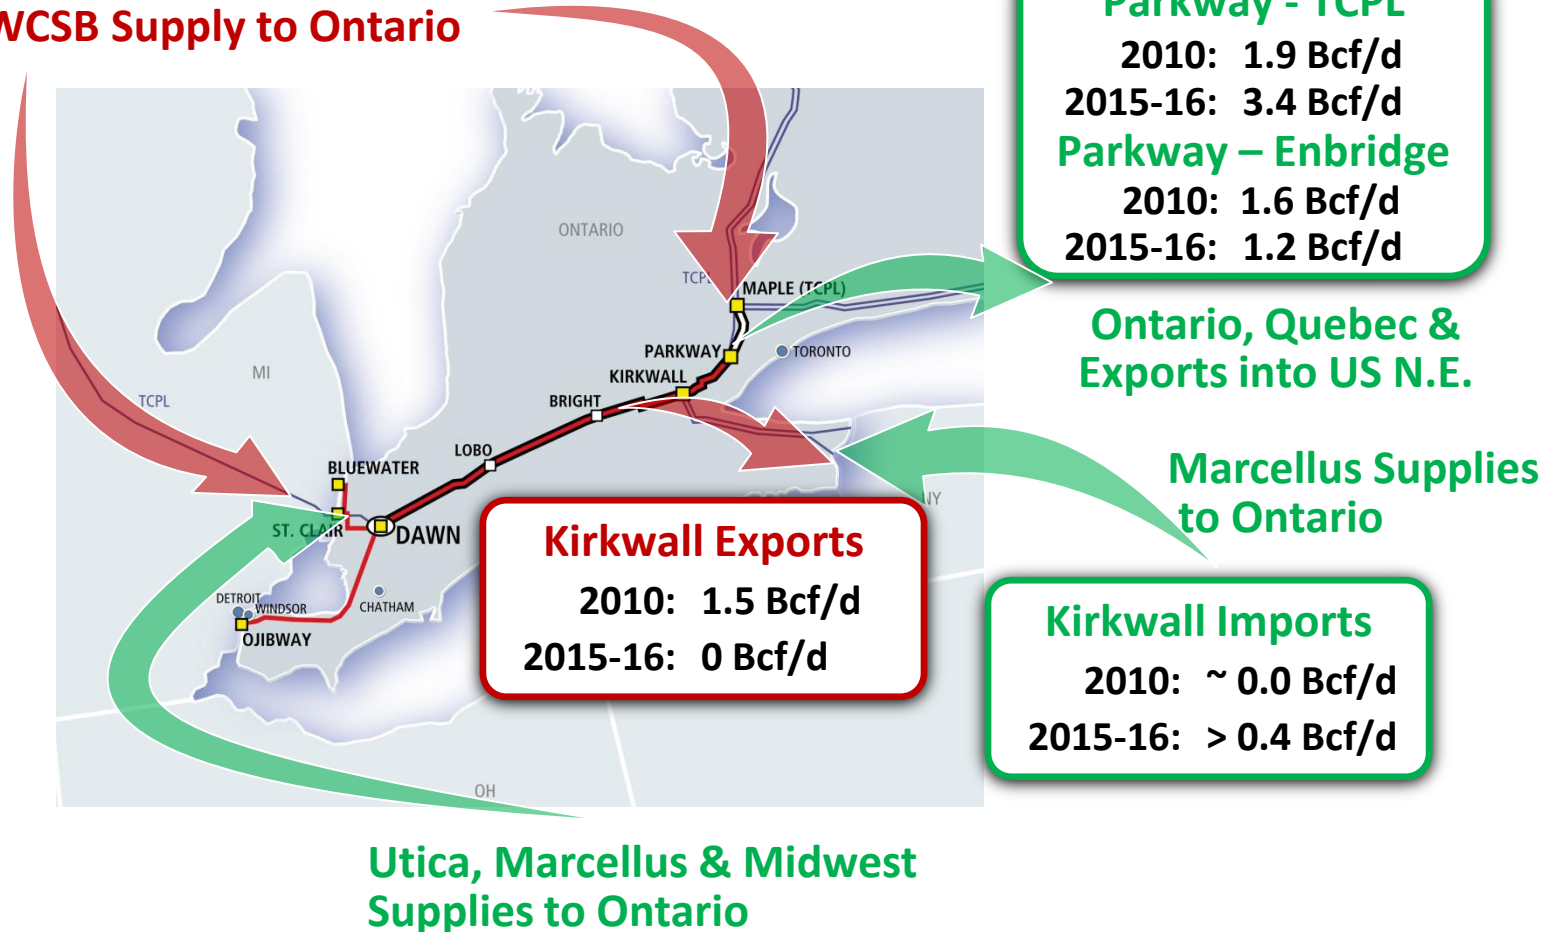 WCSB Supply to Ontario
Parkway - TCPL
2010: 1.9 Bcf/d
2015-16: 3.4 Bcf/d
Parkway – Enbridge
2010: 1.6 Bcf/d
2015-16: 1.2 Bcf/d
ONTARIO
TCPL
MAPLE (TCPL)
Ontario, Quebec &
Exports into US N.E.
PARKWAY
TORONTO
KIRKWALL
MI
TCPL
BRIGHT
LOBO
BLUEWATER
Marcellus Supplies
to Ontario
NY
ST. CLAIR
DAWN
Kirkwall Exports
2010: 1.5 Bcf/d
2015-16: 0 Bcf/d
DETROIT
WINDSOR
CHATHAM
OJIBWAY
Kirkwall Imports
2010: ~ 0.0 Bcf/d
2015-16: > 0.4 Bcf/d
OH
Utica, Marcellus & Midwest
Supplies to Ontario